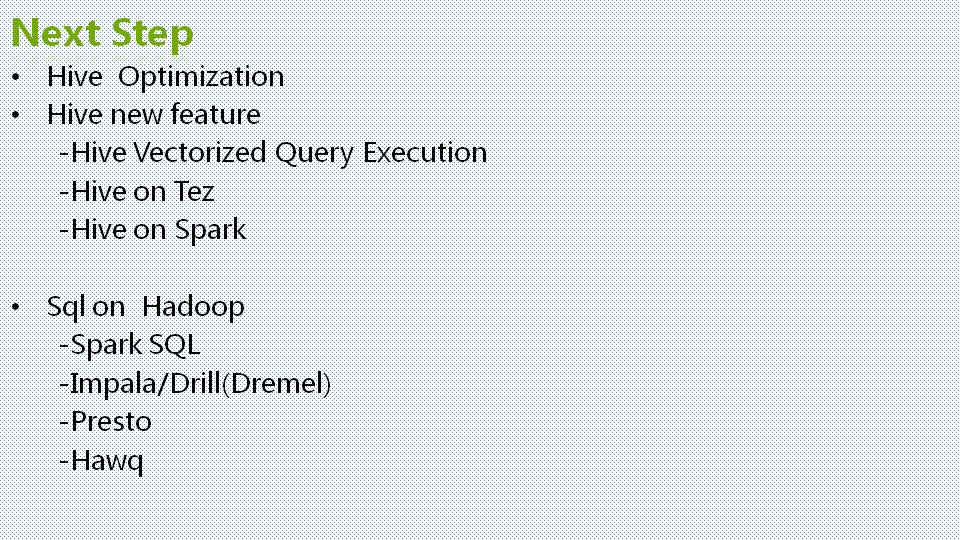 Next Step
• Hive  Optimization
• Hive new feature
-Hive Vectorized Query Execution
-Hive on Tez
-Hive on Spark
• Sql on  Hadoop
-Spark SQL
-Impala/Drill(Dremel)
-Presto
-Hawq